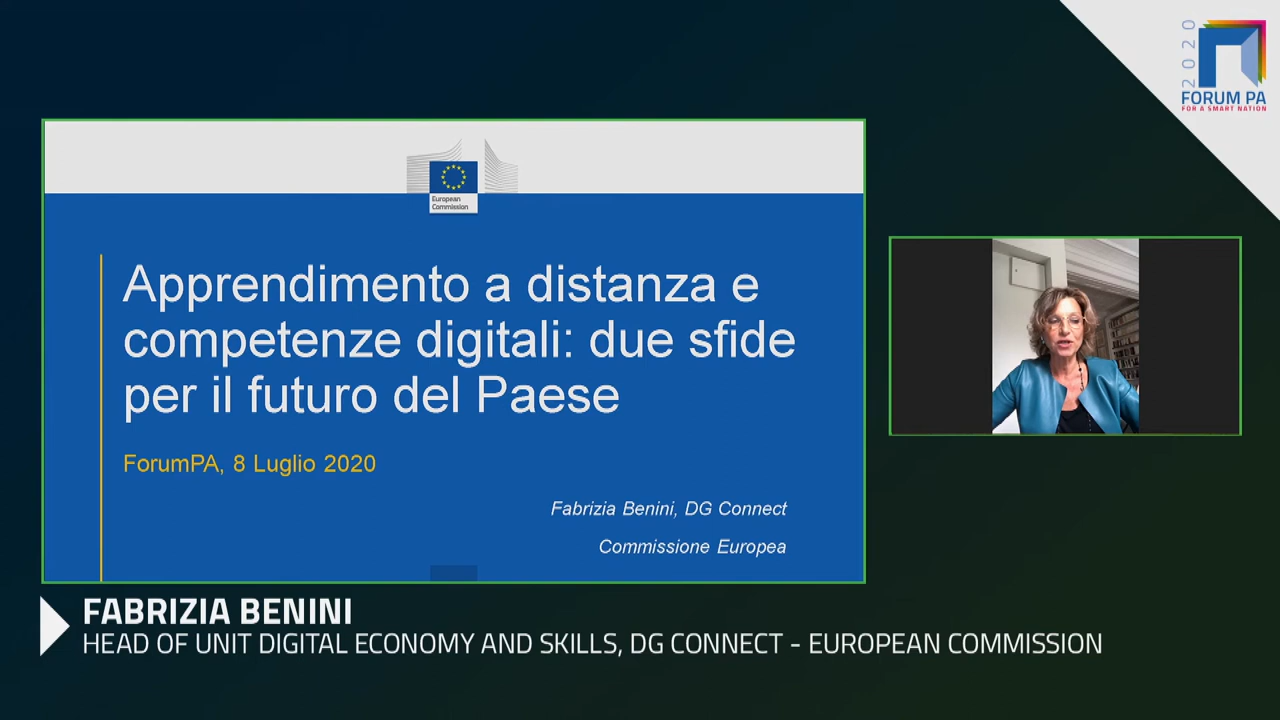 2020
FORUM PA
FOR A SMART NATION
European
Commission
Apprendimento a distanza e
competenze digitali: due sfide
per il futuro del Paese
ForumPA, 8 Luglio 2020
Fabrizia Benini, DG Connect
Commissione Europea
FABRIZIA BENINI
HEAD OF UNIT DIGITAL ECONOMY AND SKILLS, DG CONNECT - EUROPEAN COMMISSION